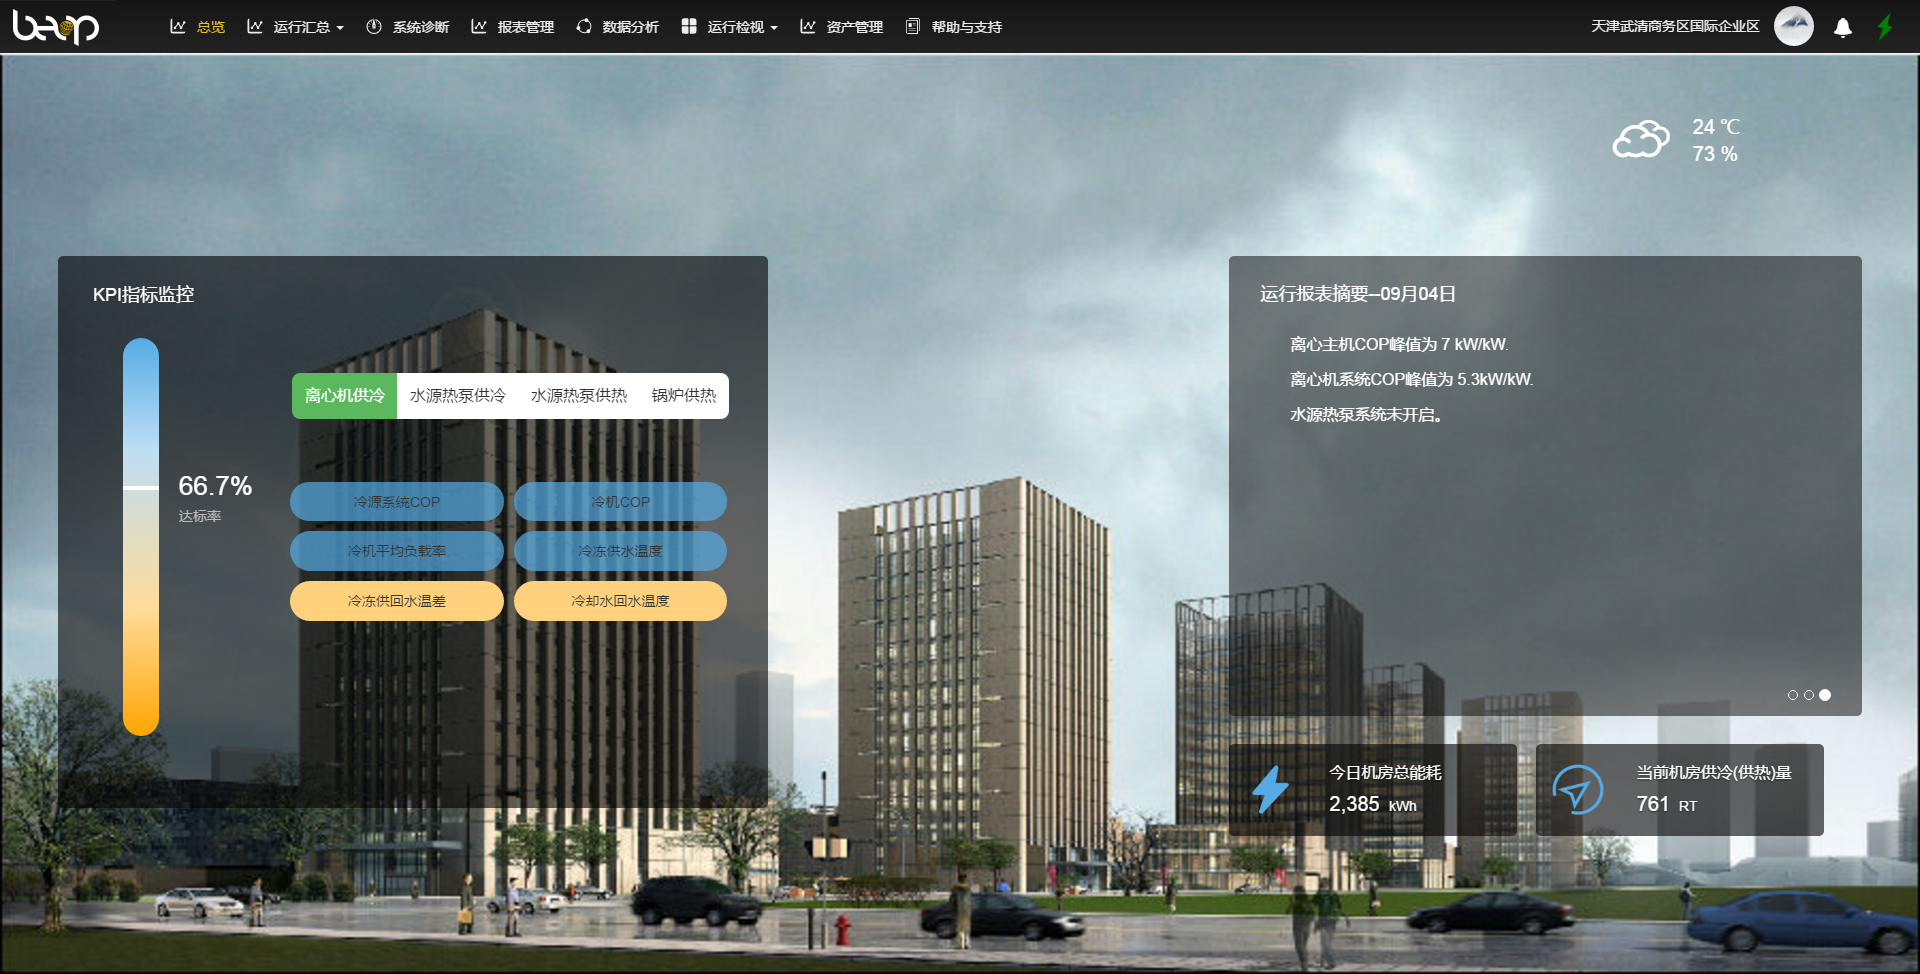 beop
总览 运行汇总 系统诊断 报表管理 数据分析 运行检视 资产管理 帮助与支持 天津武清商务区国际企业区
24 ℃
73 %
KPI指标监控
66.7%
达标率
离心机供冷 水源热泵供冷 水源热泵供热 锅炉供热
冷源系统COP 冷机COP
冷机平均负载率 冷冻供水温度
冷冻供回水温差 冷却水回水温度
运行报表摘要--09月04日
离心主机COP峰值为 7 kW/kW.
离心机系统COP峰值为 5.3kW/kW.
水源热泵系统未开启。
今日机房总能耗
2,385 kWh
当前机房供冷(供热)量
761 RT